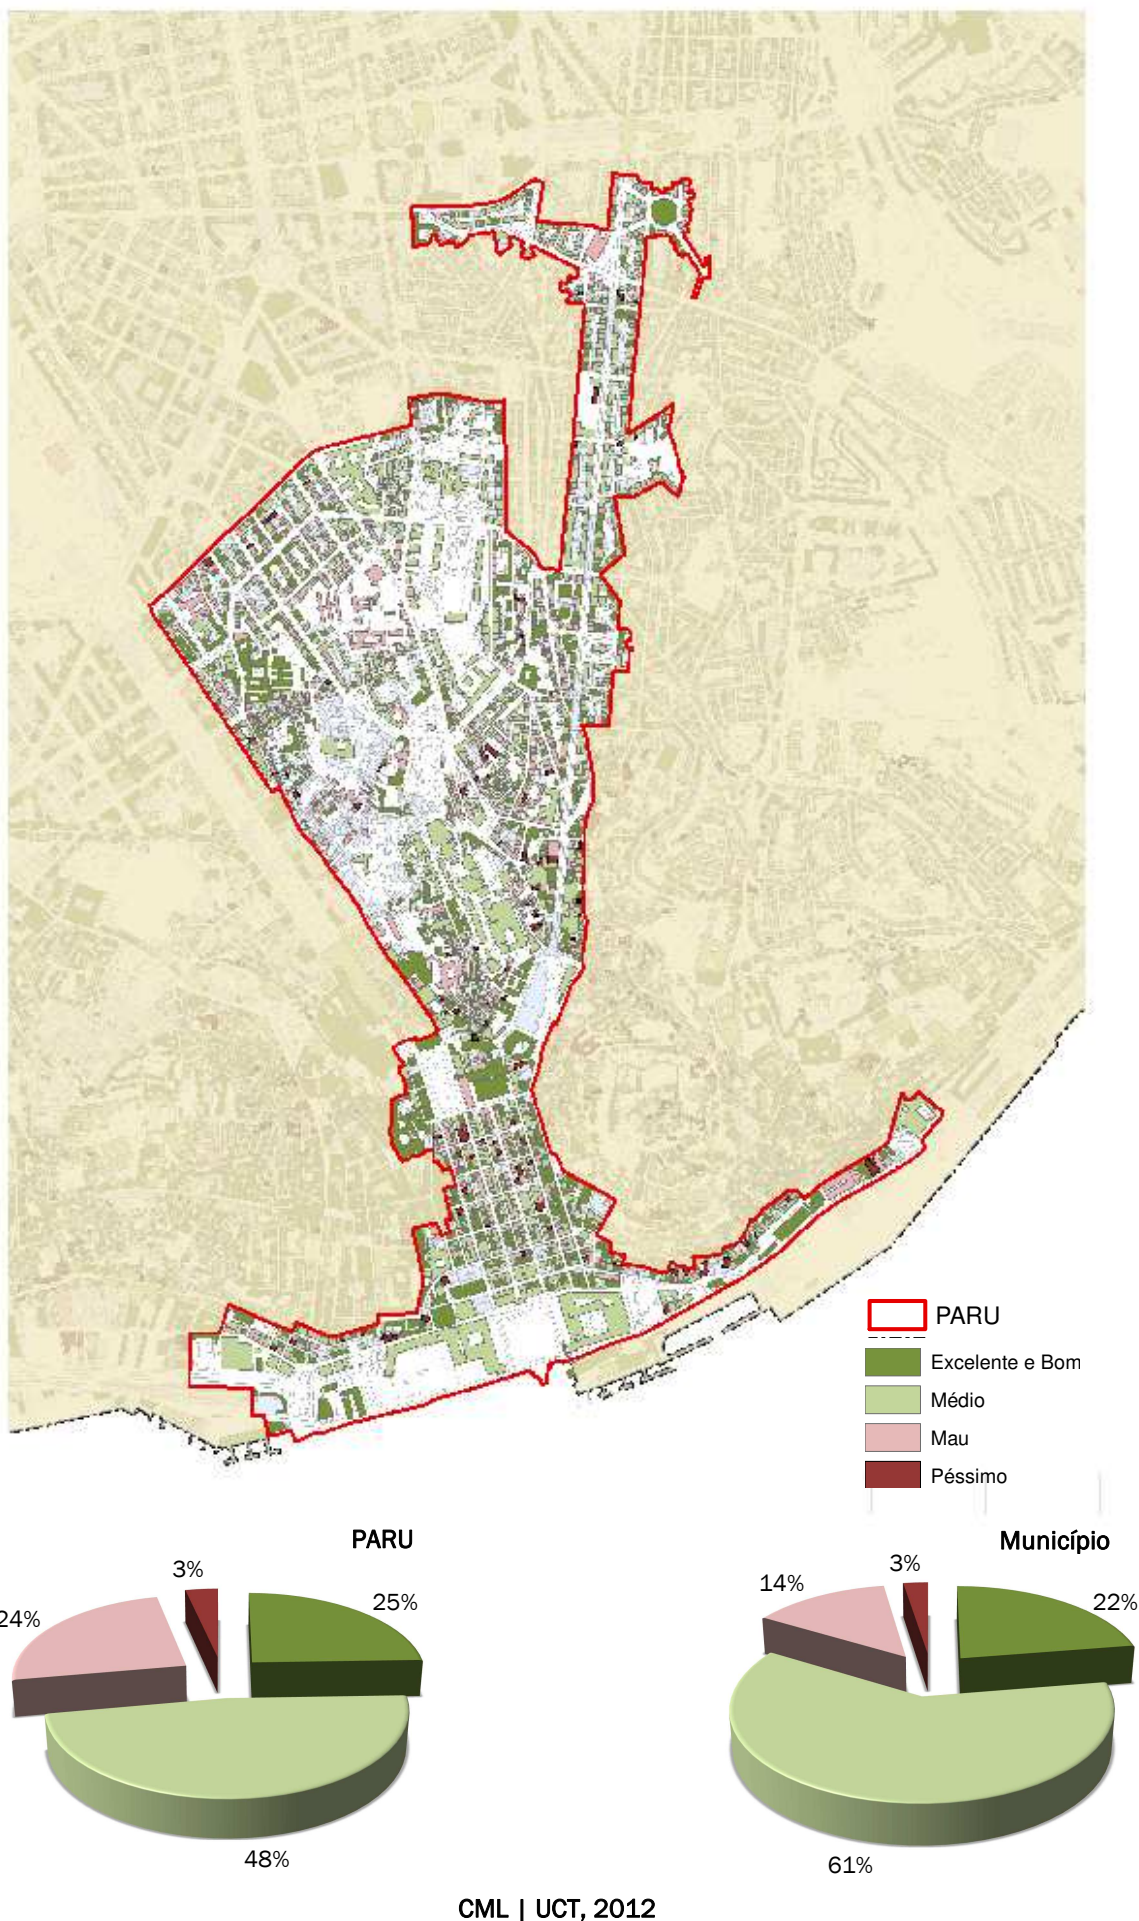 PARU
Excelente e Bom
Médio
Mau
Péssimo
PARU
3%
25%
24%
48%
Município
3%
14%
22%
61%
CML | UCT, 2012